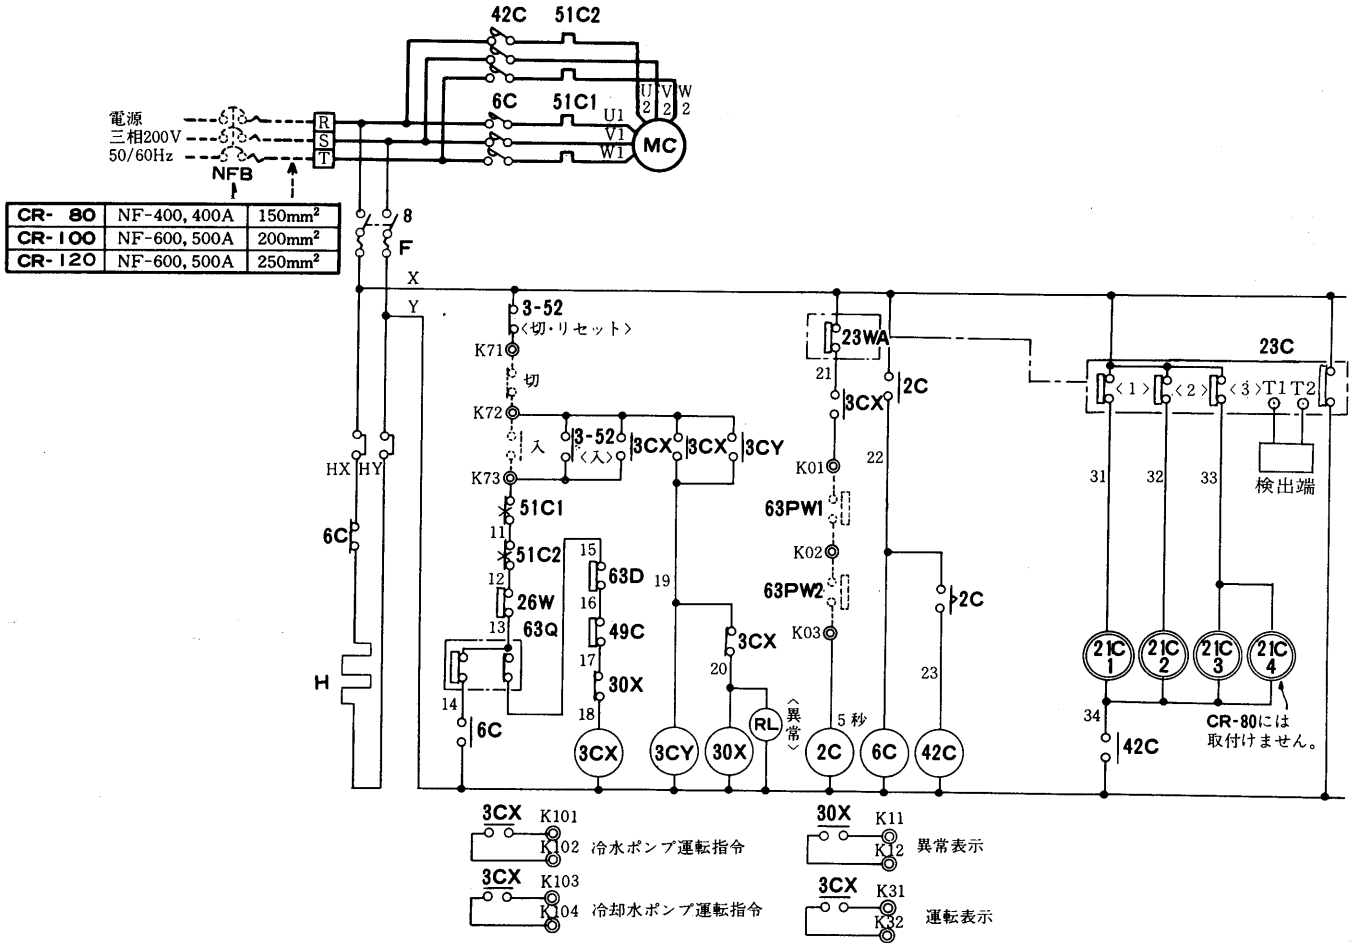 42C 51C2
U2 V2 W2
6C 51C1
U1
V1
W1
MC
電源
三相200V
50/60Hz
R
S
T
NFB
CR- 80 NF-400, 400A 150mm²
CR-100 NF-600, 500A 200mm²
CR-120 NF-600, 500A 250mm²
8
F
X
Y
3-52
〈切・リセット〉
K71
切
K72
入
3-52
〈入〉
3CX 3CX 3CY
K73
HX HY
6C
H
51C1
11
51C2
12
26W
13
63Q
14
6C
15
63D
16
49C
17
30X
18
3CX
19
3CY
3CX
20
30X
RL
〈異常〉
23WA
21
3CX
K01
63PW1
K02
63PW2
K03
5秒
2C
2C
22
6C
2C
23
42C
23C
〈1〉 〈2〉 〈3〉 T1 T2
検出端
31 32 33
21C 1
21C 2
21C 3
21C 4
CR-80には
取付けません。
34
42C
3CX K101
K102 冷水ポンプ運転指令
3CX K103
K104 冷却水ポンプ運転指令
30X K11
K12 異常表示
3CX K31
K32 運転表示